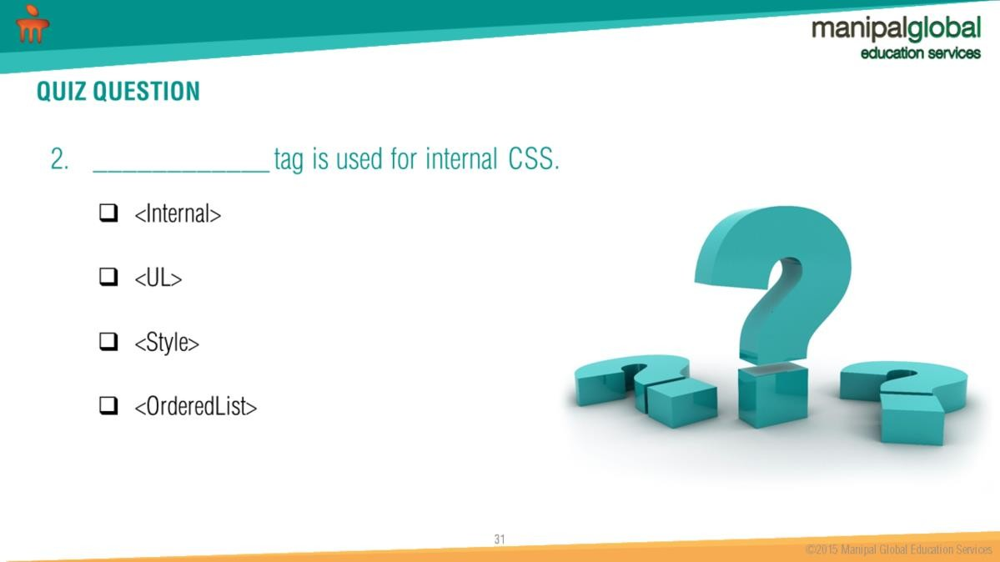 manipalglobal
education services
QUIZ QUESTION
2. ____________ tag is used for internal CSS.
❑ <Internal>
❑ <UL>
❑ <Style>
❑ <OrderedList>
31
©2015 Manipal Global Education Services